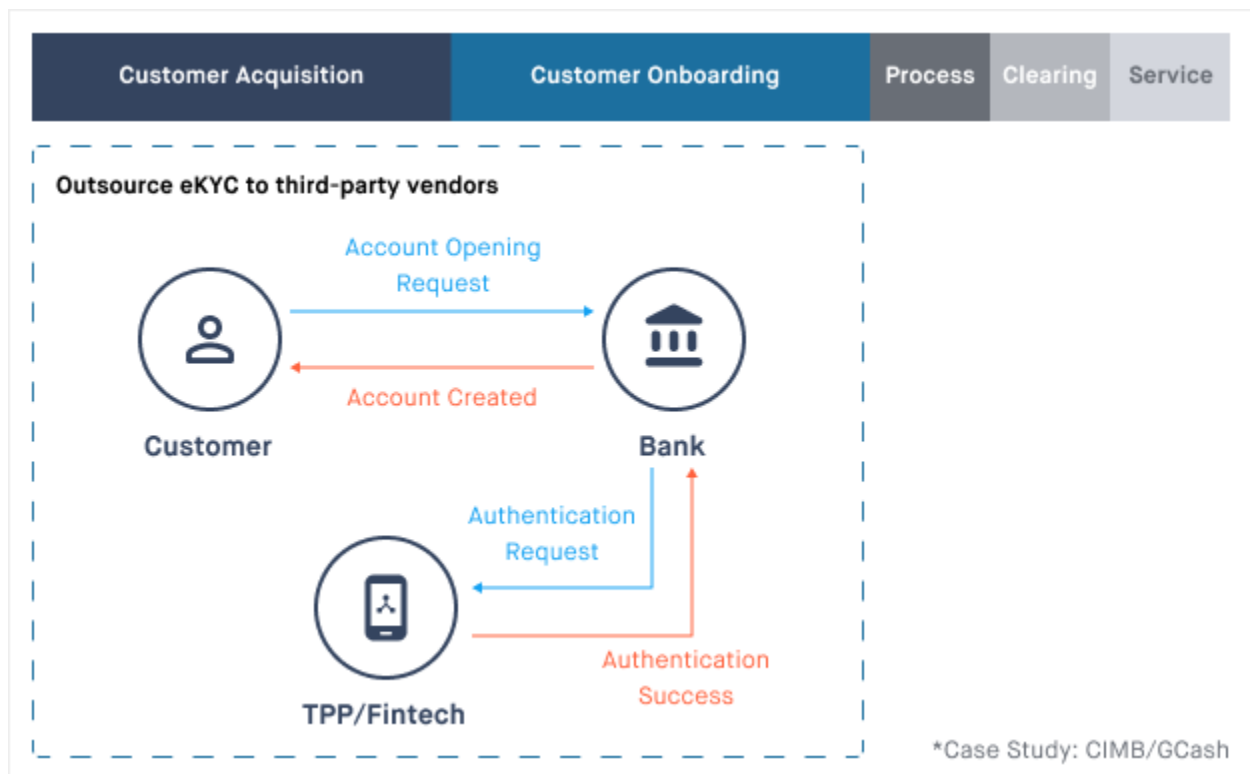 Customer Acquisition
Customer Onboarding
Process
Clearing
Service
Outsource eKYC to third-party vendors
Account Opening
Request
Account Created
Customer
Bank
Authentication
Request
Authentication
Success
TPP/Fintech
*Case Study: CIMB/GCash